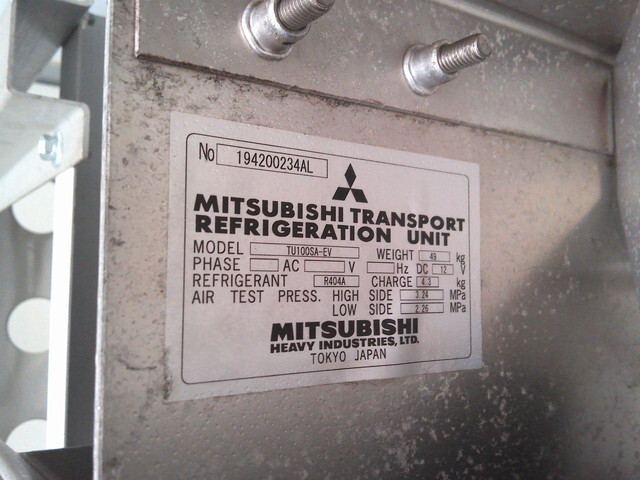 No 194200234AL
MITSUBISHI TRANSPORT
REFRIGERATION UNIT
MODEL TU100SA-EV WEIGHT 49 kg
PHASE AC V Hz DC 12 V
REFRIGERANT R404A CHARGE 4.3 kg
AIR TEST PRESS. HIGH SIDE 3.24 MPa
LOW SIDE 2.26 MPa
MITSUBISHI
HEAVY INDUSTRIES, LTD.
TOKYO JAPAN